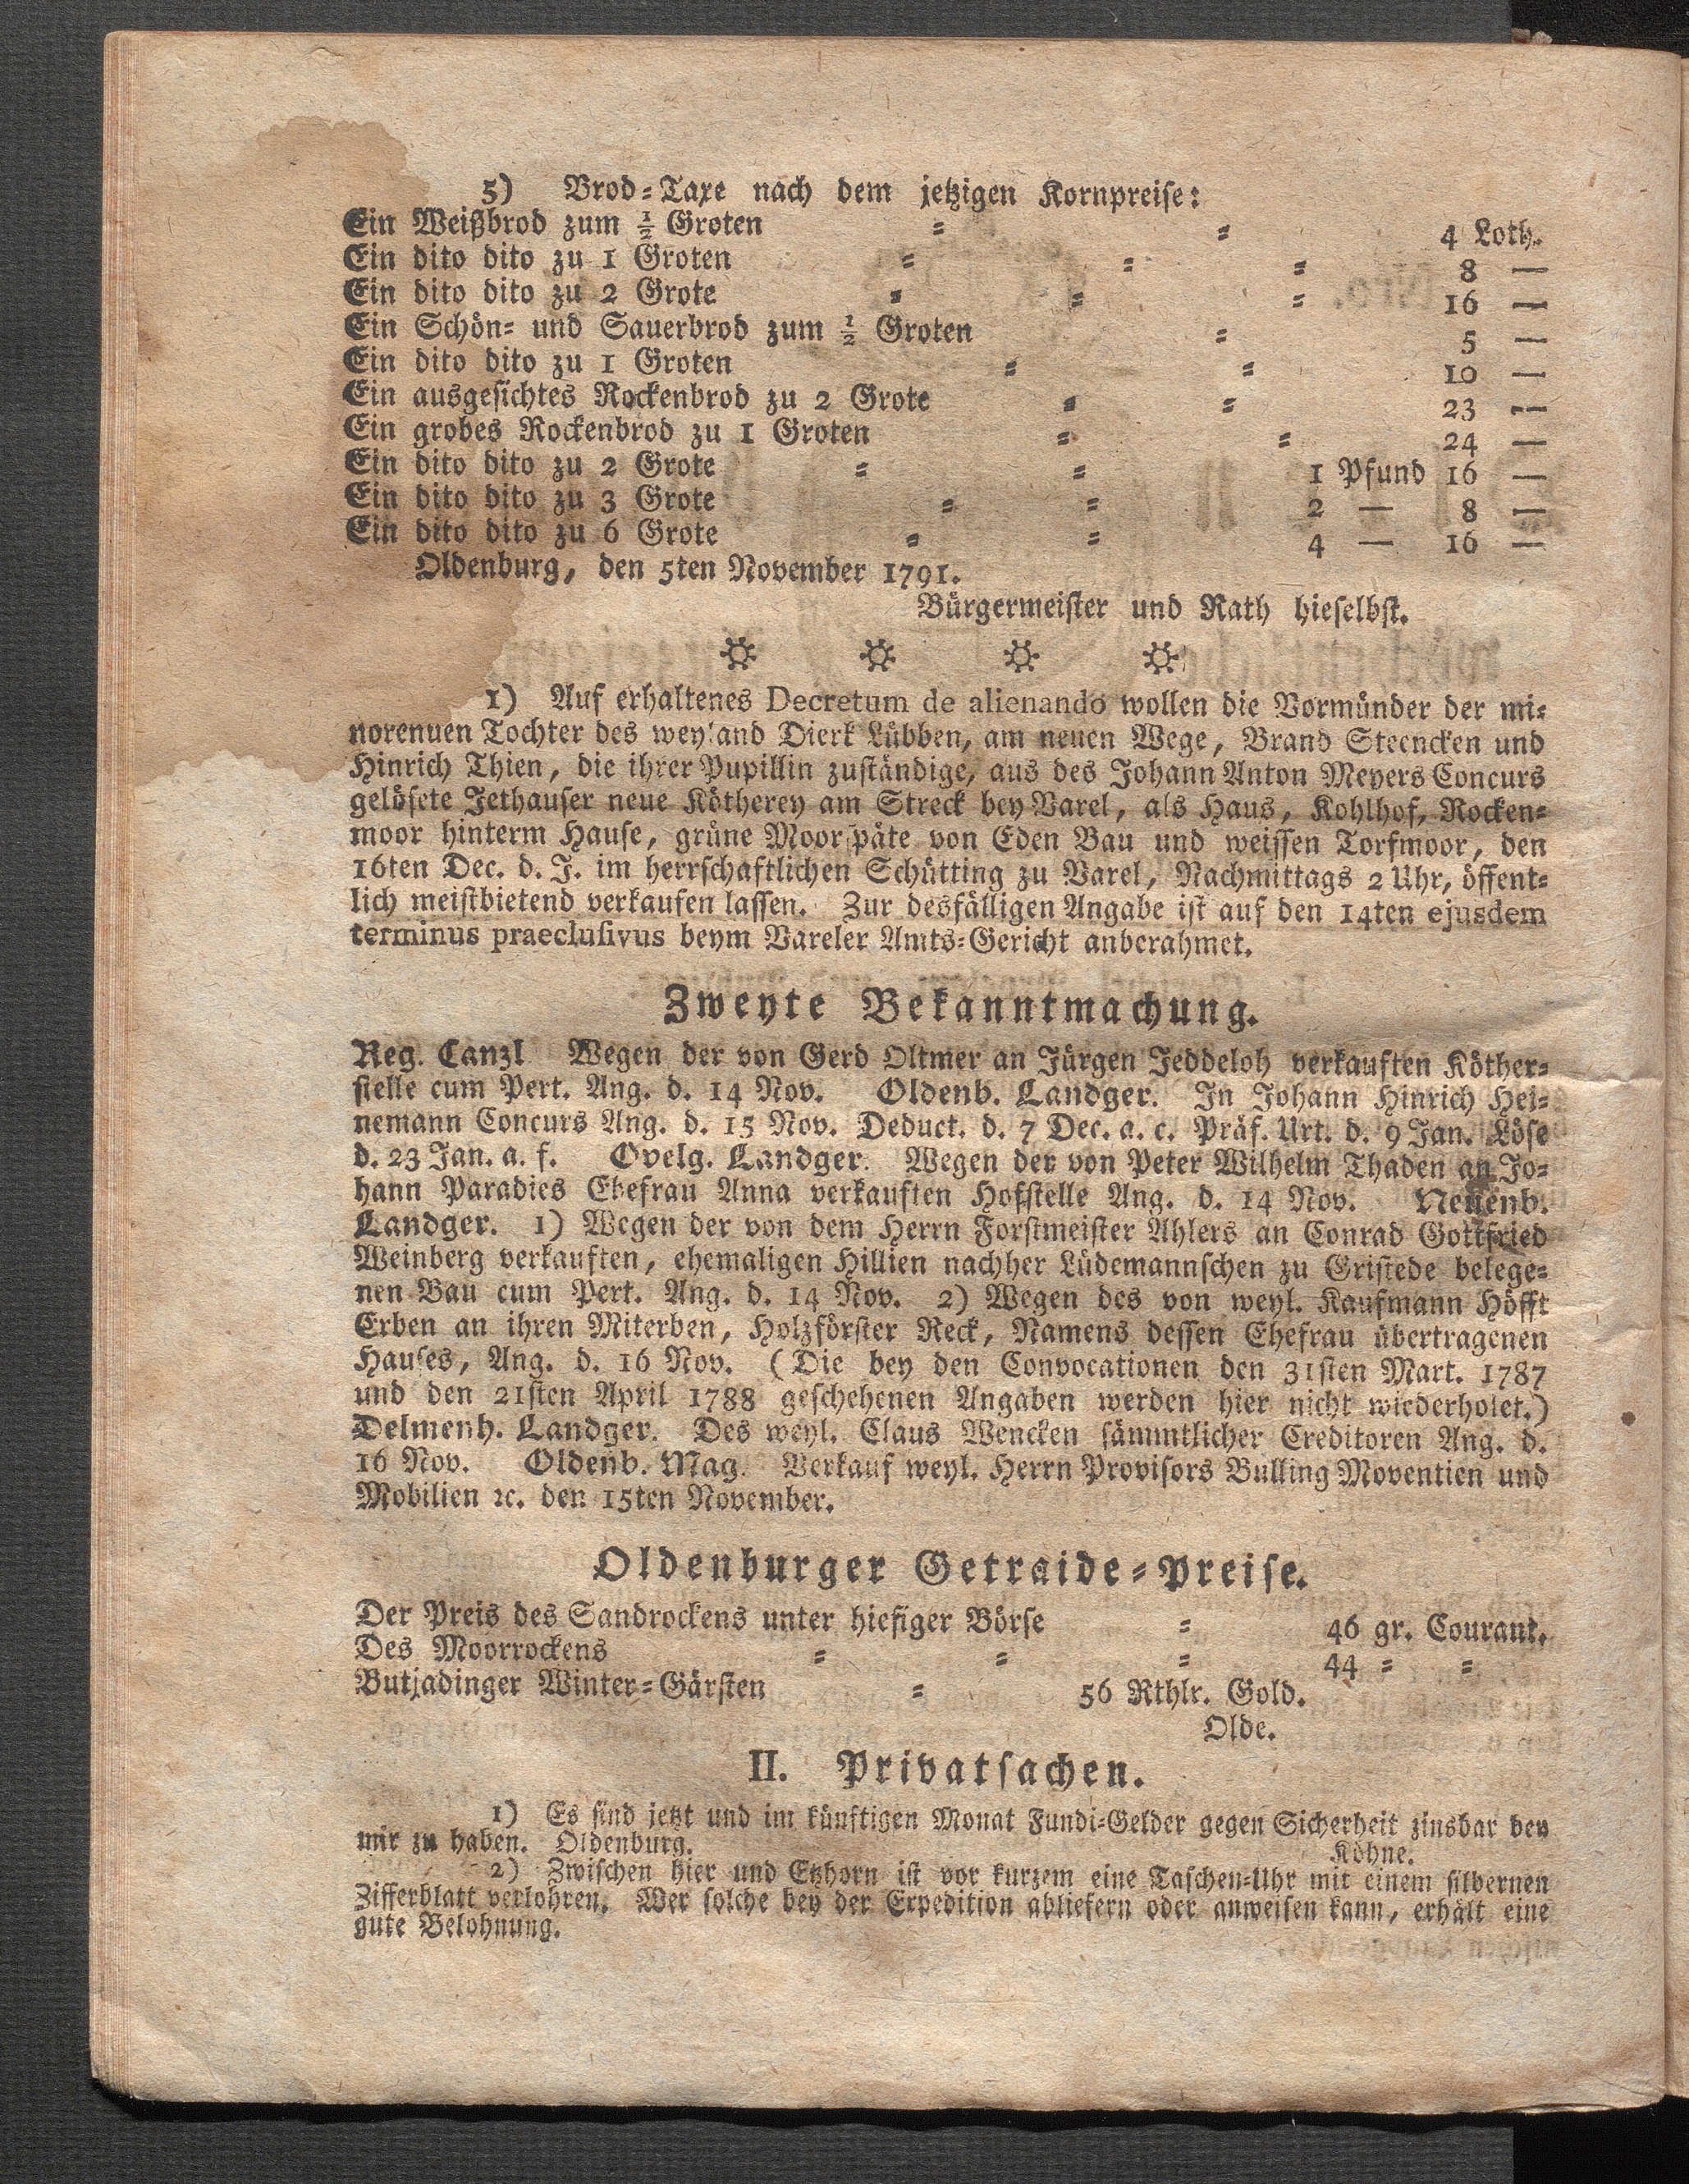 5) Brod=Taxe nach dem jetzigen Kornpreise:
Ein Weißbrod zum ½ Groten = = 4 Loth.
Ein dito dito zu 1 Groten = = = 8 —
Ein dito dito zu 2 Grote = = = 16 —
Ein Schön= und Sauerbrod zum ½ Groten = 5 —
Ein dito dito zu 1 Groten = = 10 —
Ein ausgesichtes Rockenbrod zu 2 Grote = = 23 —
Ein grobes Rockenbrod zu 1 Groten = = 24 —
Ein dito dito zu 2 Grote = = 1 Pfund 16 —
Ein dito dito zu 3 Grote = = 2 — 8 —
Ein dito dito zu 6 Grote = = 4 — 16 —
Oldenburg, den 5ten November 1791.
Bürgermeister und Rath hieselbst.
1) Auf erhaltenes Decretum de alienando wollen die Vormünder der mi=
norennen Tochter des weyland Dierk Lübben, am neuen Wege, Brand Steencken und
Hinrich Thien, die ihrer Pupillin zuständige, aus des Johann Anton Meyers Concurs
gelösete Jethauser neue Kötherey am Streck bey Varel, als Haus, Kohlhof, Rocken=
moor hinterm Hause, grüne Moorpäte von Eden Bau und weissen Torfmoor, den
16ten Dec. d. J. im herrschaftlichen Schütting zu Varel, Nachmittags 2 Uhr, öffent=
lich meistbietend verkaufen lassen. Zur desfälligen Angabe ist auf den 14ten ejusdem
terminus praeclusivus beym Vareler Amts=Gericht anberahmet.
Zweyte Bekanntmachung.
Reg. Canzl Wegen der von Gerd Oltmer an Jürgen Jeddeloh verkauften Köther=
stelle cum Pert. Ang. d. 14 Nov. Oldenb. Landger. In Johann Hinrich Hei=
nemann Concurs Ang. d. 15 Nov. Deduct. d. 7 Dec. a. c. Präf. Urt. d. 9 Jan. Löse
d. 23 Jan. a. f. Ovelg. Landger. Wegen der von Peter Wilhelm Thaden an Jo=
hann Paradies Ehefrau Anna verkauften Hofstelle Ang. d. 14 Nov. Neuenb.
Landger. 1) Wegen der von dem Herrn Forstmeister Ahlers an Conrad Gottfried
Weinberg verkauften, ehemaligen Hillien nachher Lüdemannschen zu Gristede belege=
nen Bau cum Pert. Ang. d. 14 Nov. 2) Wegen des von weyl. Kaufmann Höfft
Erben an ihren Miterben, Holzförster Reck, Namens dessen Ehefrau übertragenen
Hauses, Ang. d. 16 Nov. (Die bey den Convocationen den 31sten Mart. 1787
und den 21sten April 1788 geschehenen Angaben werden hier nicht wiederholet.)
Delmenh. Landger. Des weyl. Claus Wencken sämmtlicher Creditoren Ang. d.
16 Nov. Oldenb. Mag. Verkauf weyl. Herrn Provisors Bulling Moventien und
Mobilien ꝛc. den 15ten November.
Oldenburger Getraide=Preise.
Der Preis des Sandrockens unter hiesiger Börse = 46 gr. Courant.
Des Moorrockens = = = 44 = =
Butjadinger Winter=Gärsten = 56 Rthlr. Gold.
Olde.
II. Privatsachen.
1) Es sind jetzt und im künftigen Monat Fundi=Gelder gegen Sicherheit zinsbar bey
mir zu haben. Oldenburg. Köhne.
2) Zwischen hier und Etzhorn ist vor kurzem eine Taschen=Uhr mit einem silbernen
Zifferblatt verlohren. Wer solche bey der Expedition abliefern oder anweisen kann, erhält eine
gute Belohnung.